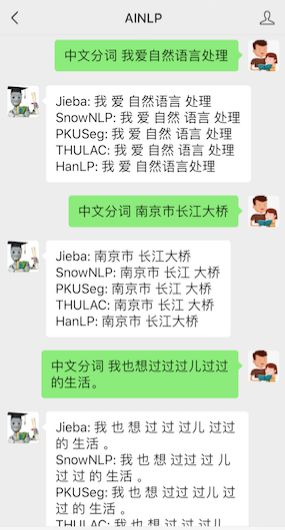 AINLP
中文分词 我爱自然语言处理
Jieba: 我 爱 自然语言 处理
SnowNLP: 我 爱 自然 语言 处理
PKUSeg: 我 爱 自然 语言 处理
THULAC: 我 爱 自然 语言 处理
HanLP: 我 爱 自然语言处理
中文分词 南京市长江大桥
Jieba: 南京市 长江大桥
SnowNLP: 南京市 长江 大桥
PKUSeg: 南京市 长江 大桥
THULAC: 南京市 长江 大桥
HanLP: 南京市 长江大桥
中文分词 我也想过过过儿过过
的生活。
Jieba: 我 也 想 过 过 过儿 过过
的 生活 。
SnowNLP: 我 也 想 过过 过 儿
过过 的 生活 。
PKUSeg: 我 也 想 过过 过儿
过过 的 生活 。
THULAC: 我 也 想 过 过 过儿